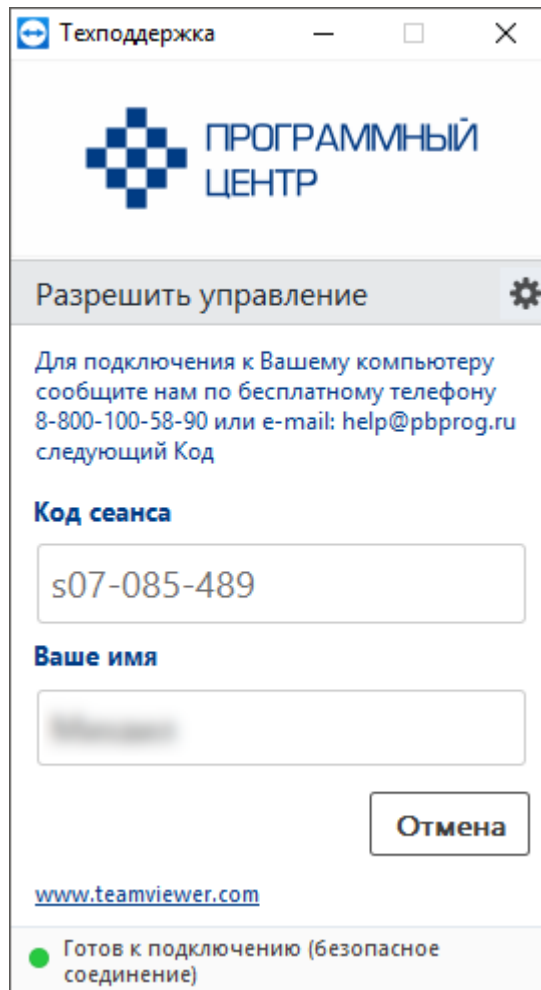 Техподдержка
ПРОГРАММНЫЙ
ЦЕНТР
Разрешить управление
Для подключения к Вашему компьютеру
сообщите нам по бесплатному телефону
8-800-100-58-90 или e-mail: help@pbprog.ru
следующий Код
Код сеанса
s07-085-489
Ваше имя
Отмена
www.teamviewer.com
Готов к подключению (безопасное
соединение)